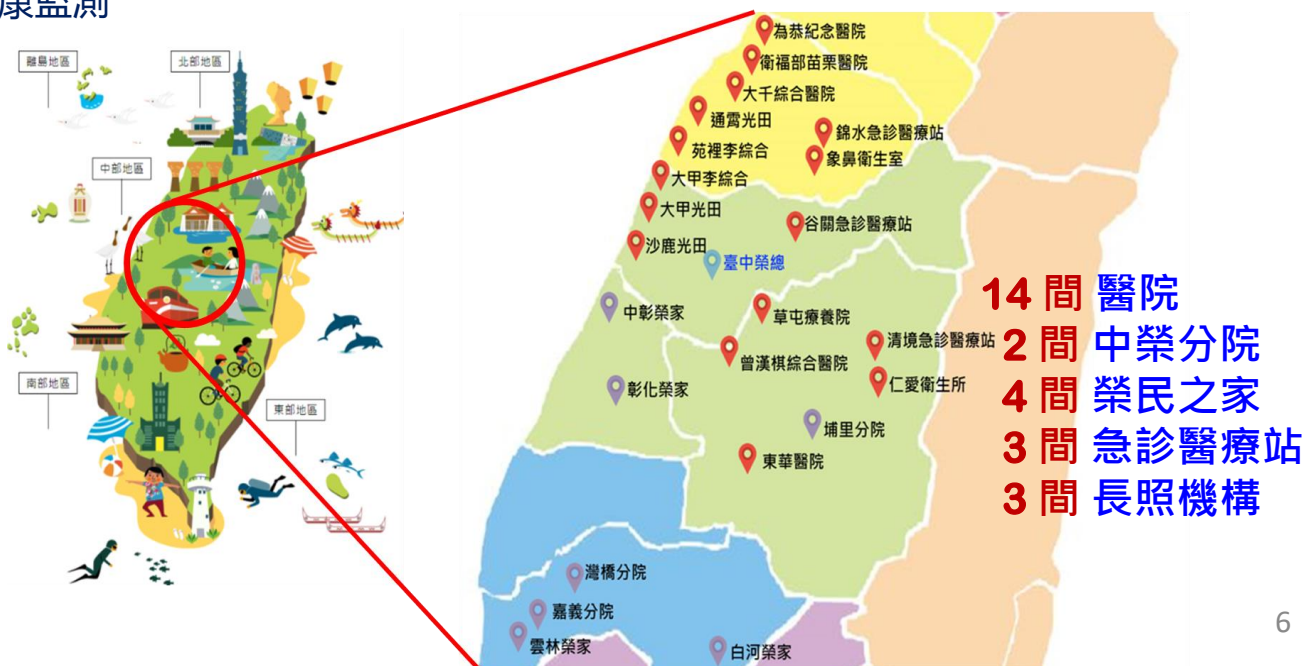 康監測
離島地區
北部地區
中部地區
南部地區
東部地區
為恭紀念醫院
衛福部苗栗醫院
大千綜合醫院
通霄光田
錦水急診醫療站
苑裡李綜合
象鼻衛生室
大甲李綜合
大甲光田
谷關急診醫療站
沙鹿光田
臺中榮總
中彰榮家
草屯療養院
清境急診醫療站
曾漢棋綜合醫院
仁愛衛生所
彰化榮家
埔里分院
東華醫院
灣橋分院
嘉義分院
雲林榮家
白河榮家
14 間 醫院
2 間 中榮分院
4 間 榮民之家
3 間 急診醫療站
3 間 長照機構
6